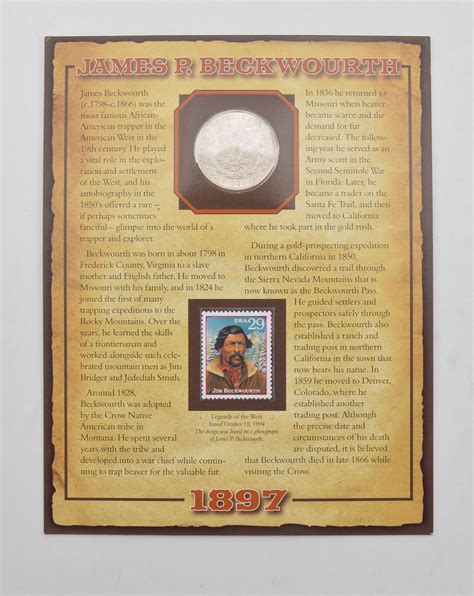 JAMES P. BECKWOURTH
James Beckwourth
(c.1798-c.1866) was the
most famous African-
American trapper in the
American West in the
19th century. He played
a vital role in the explo-
ration and settlement
of the West, and his
autobiography in the
1850's offered a rare –
if perhaps sometimes
fanciful – glimpse into the world of a
trapper and explorer.
Beckwourth was born in about 1798 in
Frederick County, Virginia to a slave
mother and English father. He moved to
Missouri with his family, and in 1824 he
joined the first of many
trapping expeditions to the
Rocky Mountains. Over the
years, he learned the skills
of a frontiersman and
worked alongside such cele-
brated mountain men as Jim
Bridger and Jedediah Smith.
Around 1828,
Beckwourth was adopted
by the Crow Native
American tribe in
Montana. He spent several
years with the tribe and
developed into a war chief while contin-
uing to trap beaver for the valuable fur.
In 1836 he returned to
Missouri when beaver
became scarce and the
demand for fur
decreased. The follow-
ing year he served as an
Army scout in the
Second Seminole War
in Florida. Later, he
became a trader on the
Santa Fe Trail, and then
moved to California
where he took part in the gold rush.
During a gold-prospecting expedition
in northern California in 1850,
Beckwourth discovered a trail through
the Sierra Nevada Mountains that is
now known as the Beckwourth Pass.
He guided settlers and
prospectors safely through
the pass. Beckwourth also
established a ranch and
trading post in northern
California in the town that
now bears his name. In
1859 he moved to Denver,
Colorado, where he
established another
trading post. Although
the precise date and
circumstances of his death
are disputed, it is believed
that Beckwourth died in late 1866 while
visiting the Crow.
USA 29
JIM BECKWOURTH
Legends of the West
Issued October 18, 1994
The design was based on a photograph
of James P. Beckwourth.
1897